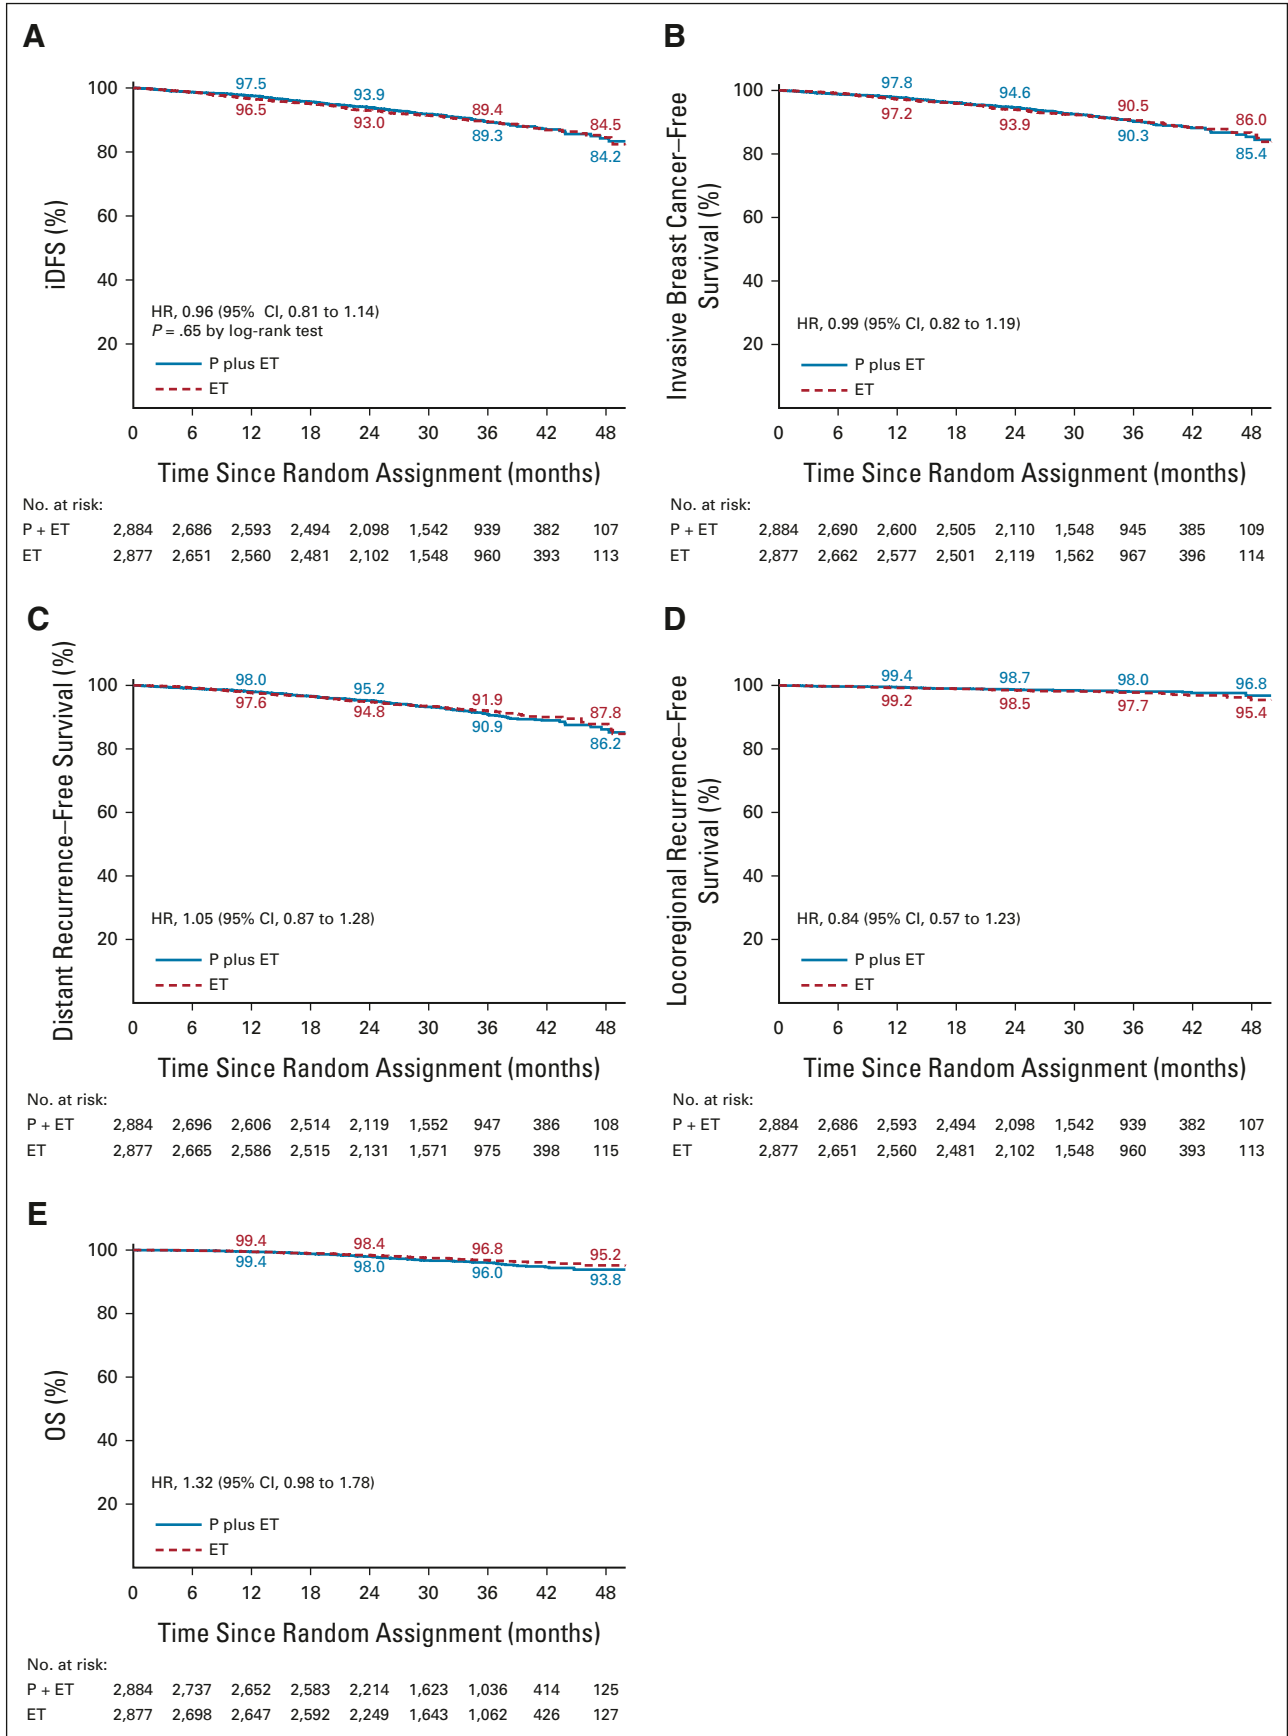 A
iDFS (%)
100
80
60
40
20
97.5
96.5
93.9
93.0
89.4
89.3
84.5
84.2
HR, 0.96 (95% CI, 0.81 to 1.14)
P = .65 by log-rank test
P plus ET
ET
0 6 12 18 24 30 36 42 48
Time Since Random Assignment (months)
No. at risk:
P + ET 2,884 2,686 2,593 2,494 2,098 1,542 939 382 107
ET 2,877 2,651 2,560 2,481 2,102 1,548 960 393 113
B
Invasive Breast Cancer–Free
Survival (%)
100
80
60
40
20
97.8
97.2
94.6
93.9
90.5
90.3
86.0
85.4
HR, 0.99 (95% CI, 0.82 to 1.19)
P plus ET
ET
0 6 12 18 24 30 36 42 48
Time Since Random Assignment (months)
No. at risk:
P + ET 2,884 2,690 2,600 2,505 2,110 1,548 945 385 109
ET 2,877 2,662 2,577 2,501 2,119 1,562 967 396 114
C
Distant Recurrence–Free Survival (%)
100
80
60
40
20
98.0
97.6
95.2
94.8
91.9
90.9
87.8
86.2
HR, 1.05 (95% CI, 0.87 to 1.28)
P plus ET
ET
0 6 12 18 24 30 36 42 48
Time Since Random Assignment (months)
No. at risk:
P + ET 2,884 2,696 2,606 2,514 2,119 1,552 947 386 108
ET 2,877 2,665 2,586 2,515 2,131 1,571 975 398 115
D
Locoregional Recurrence–Free
Survival (%)
100
80
60
40
20
99.4
99.2
98.7
98.5
98.0
97.7
96.8
95.4
HR, 0.84 (95% CI, 0.57 to 1.23)
P plus ET
ET
0 6 12 18 24 30 36 42 48
Time Since Random Assignment (months)
No. at risk:
P + ET 2,884 2,686 2,593 2,494 2,098 1,542 939 382 107
ET 2,877 2,651 2,560 2,481 2,102 1,548 960 393 113
E
OS (%)
100
80
60
40
20
99.4
99.4
98.4
98.0
96.8
96.0
95.2
93.8
HR, 1.32 (95% CI, 0.98 to 1.78)
P plus ET
ET
0 6 12 18 24 30 36 42 48
Time Since Random Assignment (months)
No. at risk:
P + ET 2,884 2,737 2,652 2,583 2,214 1,623 1,036 414 125
ET 2,877 2,698 2,647 2,592 2,249 1,643 1,062 426 127